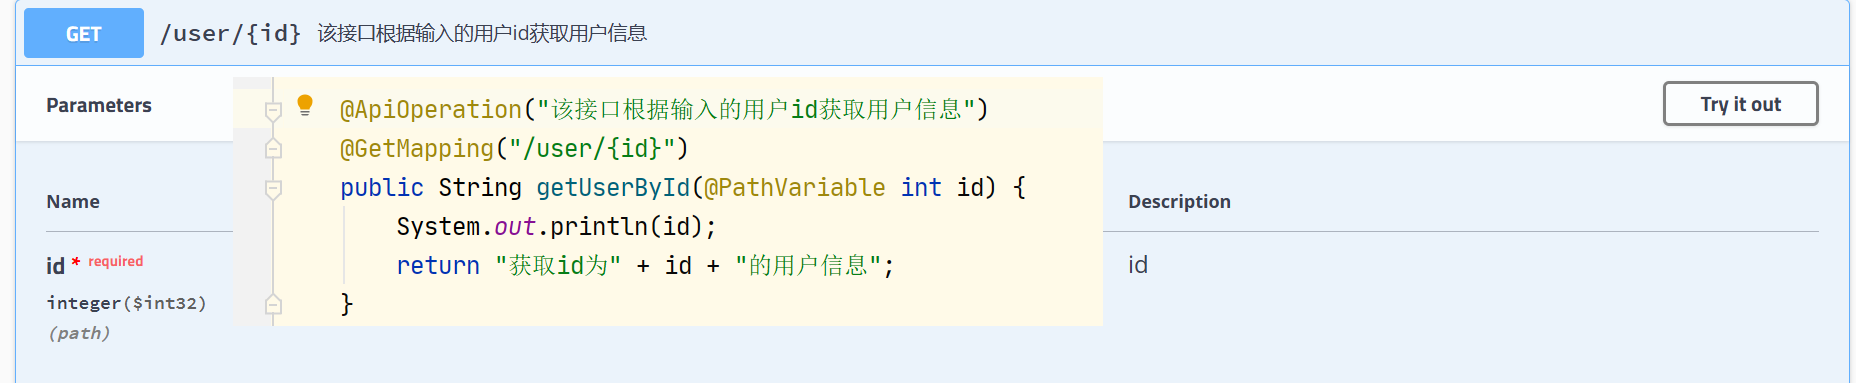 GET /user/{id} 该接口根据输入的用户id获取用户信息
Parameters
Try it out
@ApiOperation("该接口根据输入的用户id获取用户信息")
@GetMapping("/user/{id}")
public String getUserById(@PathVariable int id) {
System.out.println(id);
return "获取id为" + id + "的用户信息";
}
Name
Description
id * required
id
integer($int32)
(path)